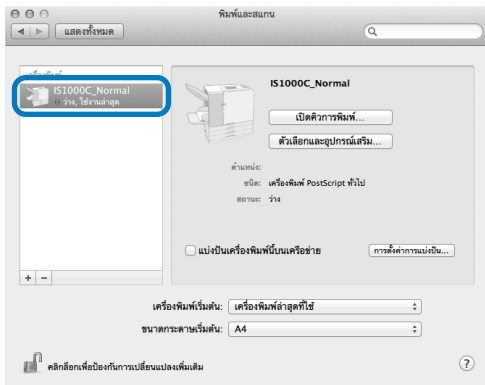 พิมพ์และสแกน
แสดงทั้งหมด
เครื่องพิมพ์
IS1000C_Normal
ว่าง, ใช้งานล่าสุด
IS1000C_Normal
เปิดคิวการพิมพ์...
ตัวเลือกและอุปกรณ์เสริม...
ตำแหน่ง:
ชนิด: เครื่องพิมพ์ PostScript ทั่วไป
สถานะ: ว่าง
แบ่งปันเครื่องพิมพ์นี้บนเครือข่าย
การตั้งค่าการแบ่งปัน...
+ −
เครื่องพิมพ์เริ่มต้น: เครื่องพิมพ์ล่าสุดที่ใช้
ขนาดกระดาษเริ่มต้น: A4
คลิกล็อกเพื่อป้องกันการเปลี่ยนแปลงเพิ่มเติม
?